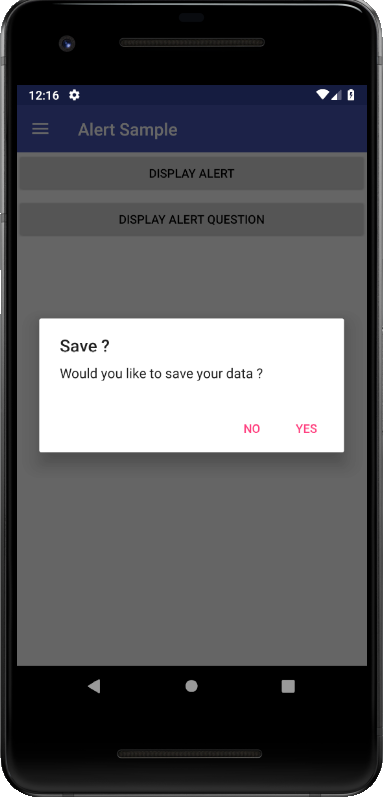 12:16
Alert Sample
DISPLAY ALERT
DISPLAY ALERT QUESTION
Save ?
Would you like to save your data ?
NO YES